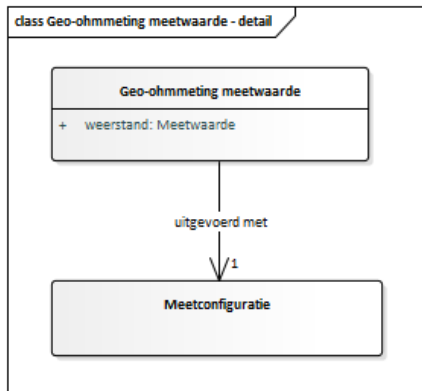 class Geo-ohmmeting meetwaarde - detail
Geo-ohmmeting meetwaarde
+ weerstand: Meetwaarde
uitgevoerd met
1
Meetconfiguratie